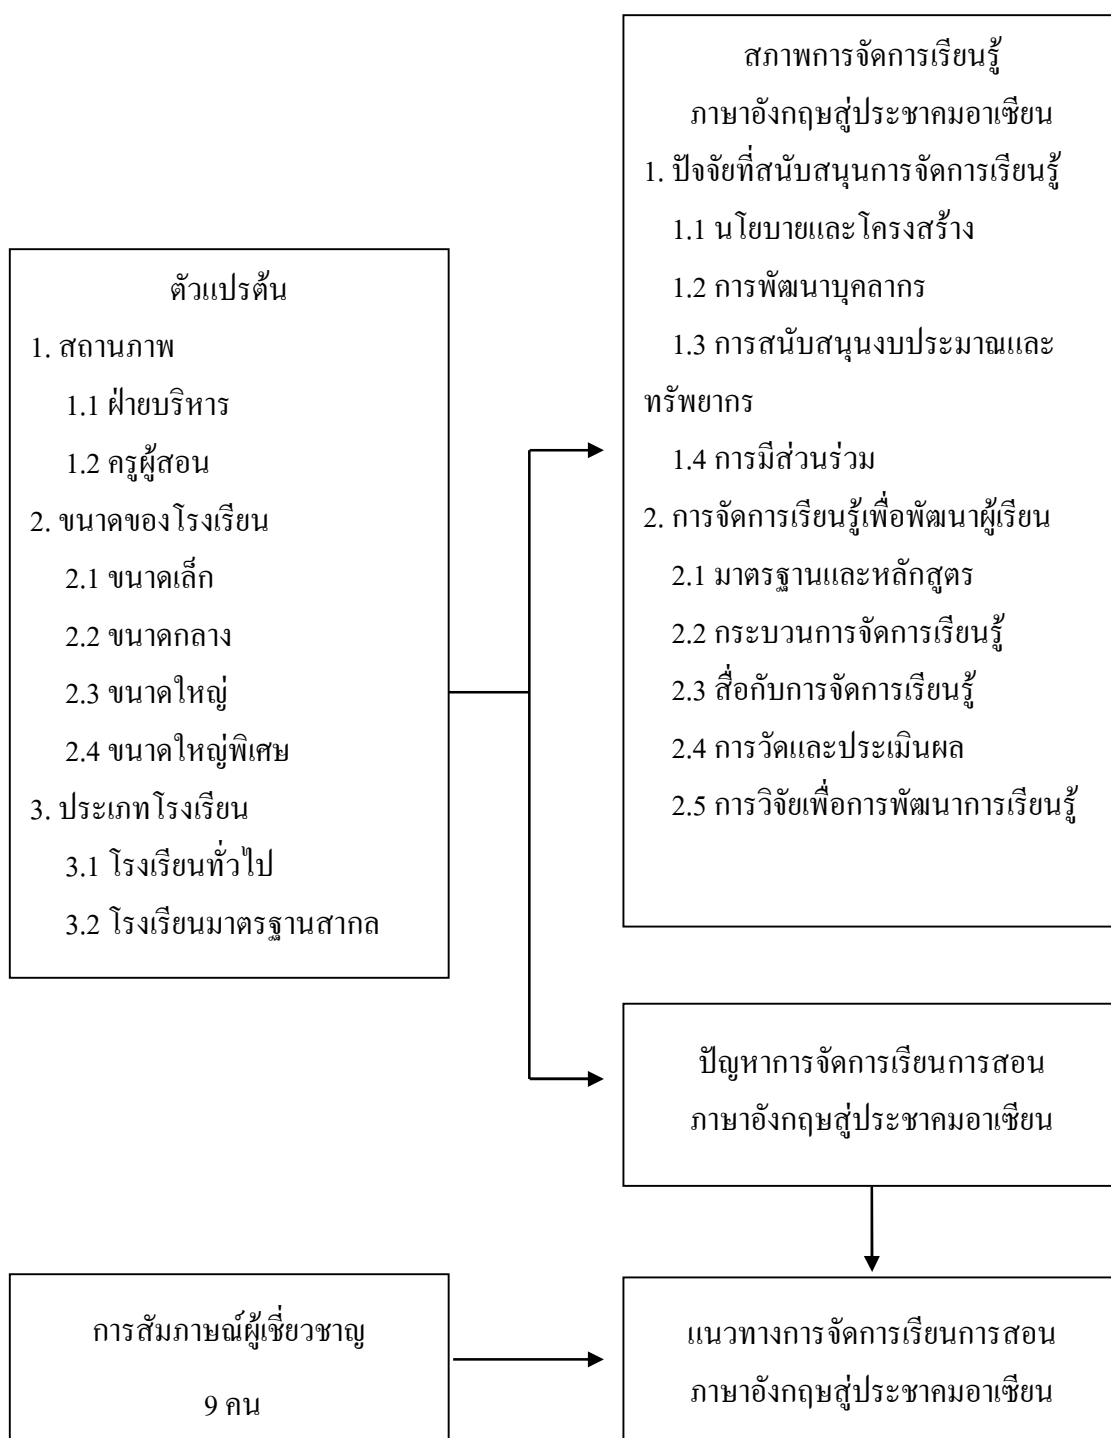 สภาพการจัดการเรียนรู้
ภาษาอังกฤษสู่ประชาคมอาเซียน
1. ปัจจัยที่สนับสนุนการจัดการเรียนรู้
1.1 นโยบายและโครงสร้าง
1.2 การพัฒนาบุคลากร
1.3 การสนับสนุนงบประมาณและ
ทรัพยากร
1.4 การมีส่วนร่วม
2. การจัดการเรียนรู้เพื่อพัฒนาผู้เรียน
2.1 มาตรฐานและหลักสูตร
2.2 กระบวนการจัดการเรียนรู้
2.3 สื่อกับการจัดการเรียนรู้
2.4 การวัดและประเมินผล
2.5 การวิจัยเพื่อการพัฒนาการเรียนรู้
ตัวแปรต้น
1. สถานภาพ
1.1 ฝ่ายบริหาร
1.2 ครูผู้สอน
2. ขนาดของโรงเรียน
2.1 ขนาดเล็ก
2.2 ขนาดกลาง
2.3 ขนาดใหญ่
2.4 ขนาดใหญ่พิเศษ
3. ประเภทโรงเรียน
3.1 โรงเรียนทั่วไป
3.2 โรงเรียนมาตรฐานสากล
ปัญหาการจัดการเรียนการสอน
ภาษาอังกฤษสู่ประชาคมอาเซียน
การสัมภาษณ์ผู้เชี่ยวชาญ
9 คน
แนวทางการจัดการเรียนการสอน
ภาษาอังกฤษสู่ประชาคมอาเซียน